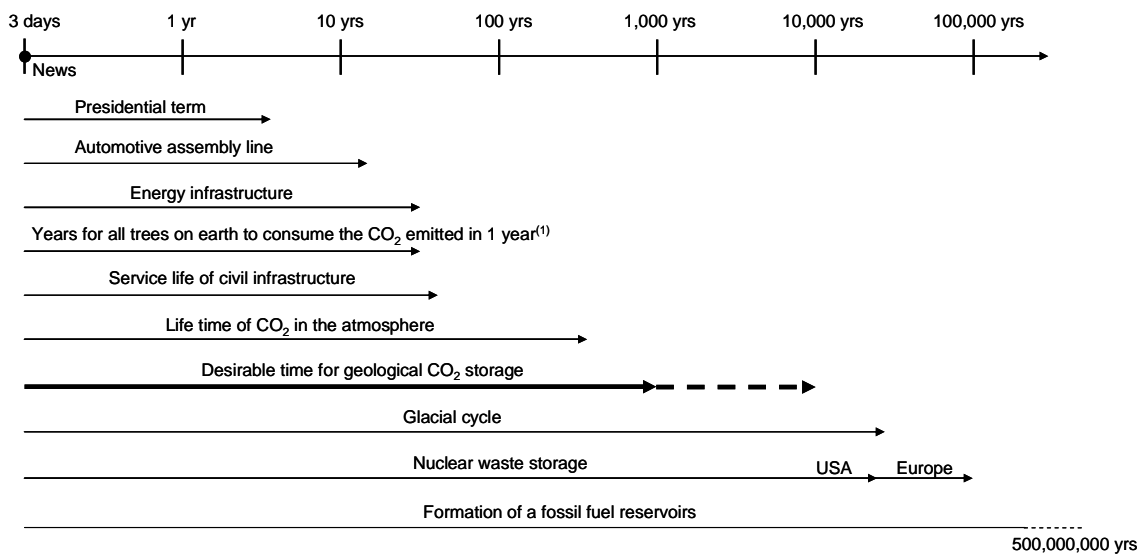 3 days 1 yr 10 yrs 100 yrs 1,000 yrs 10,000 yrs 100,000 yrs
News
Presidential term
Automotive assembly line
Energy infrastructure
Years for all trees on earth to consume the CO₂ emitted in 1 year⁽¹⁾
Service life of civil infrastructure
Life time of CO₂ in the atmosphere
Desirable time for geological CO₂ storage
Glacial cycle
Nuclear waste storage USA Europe
Formation of a fossil fuel reservoirs
500,000,000 yrs